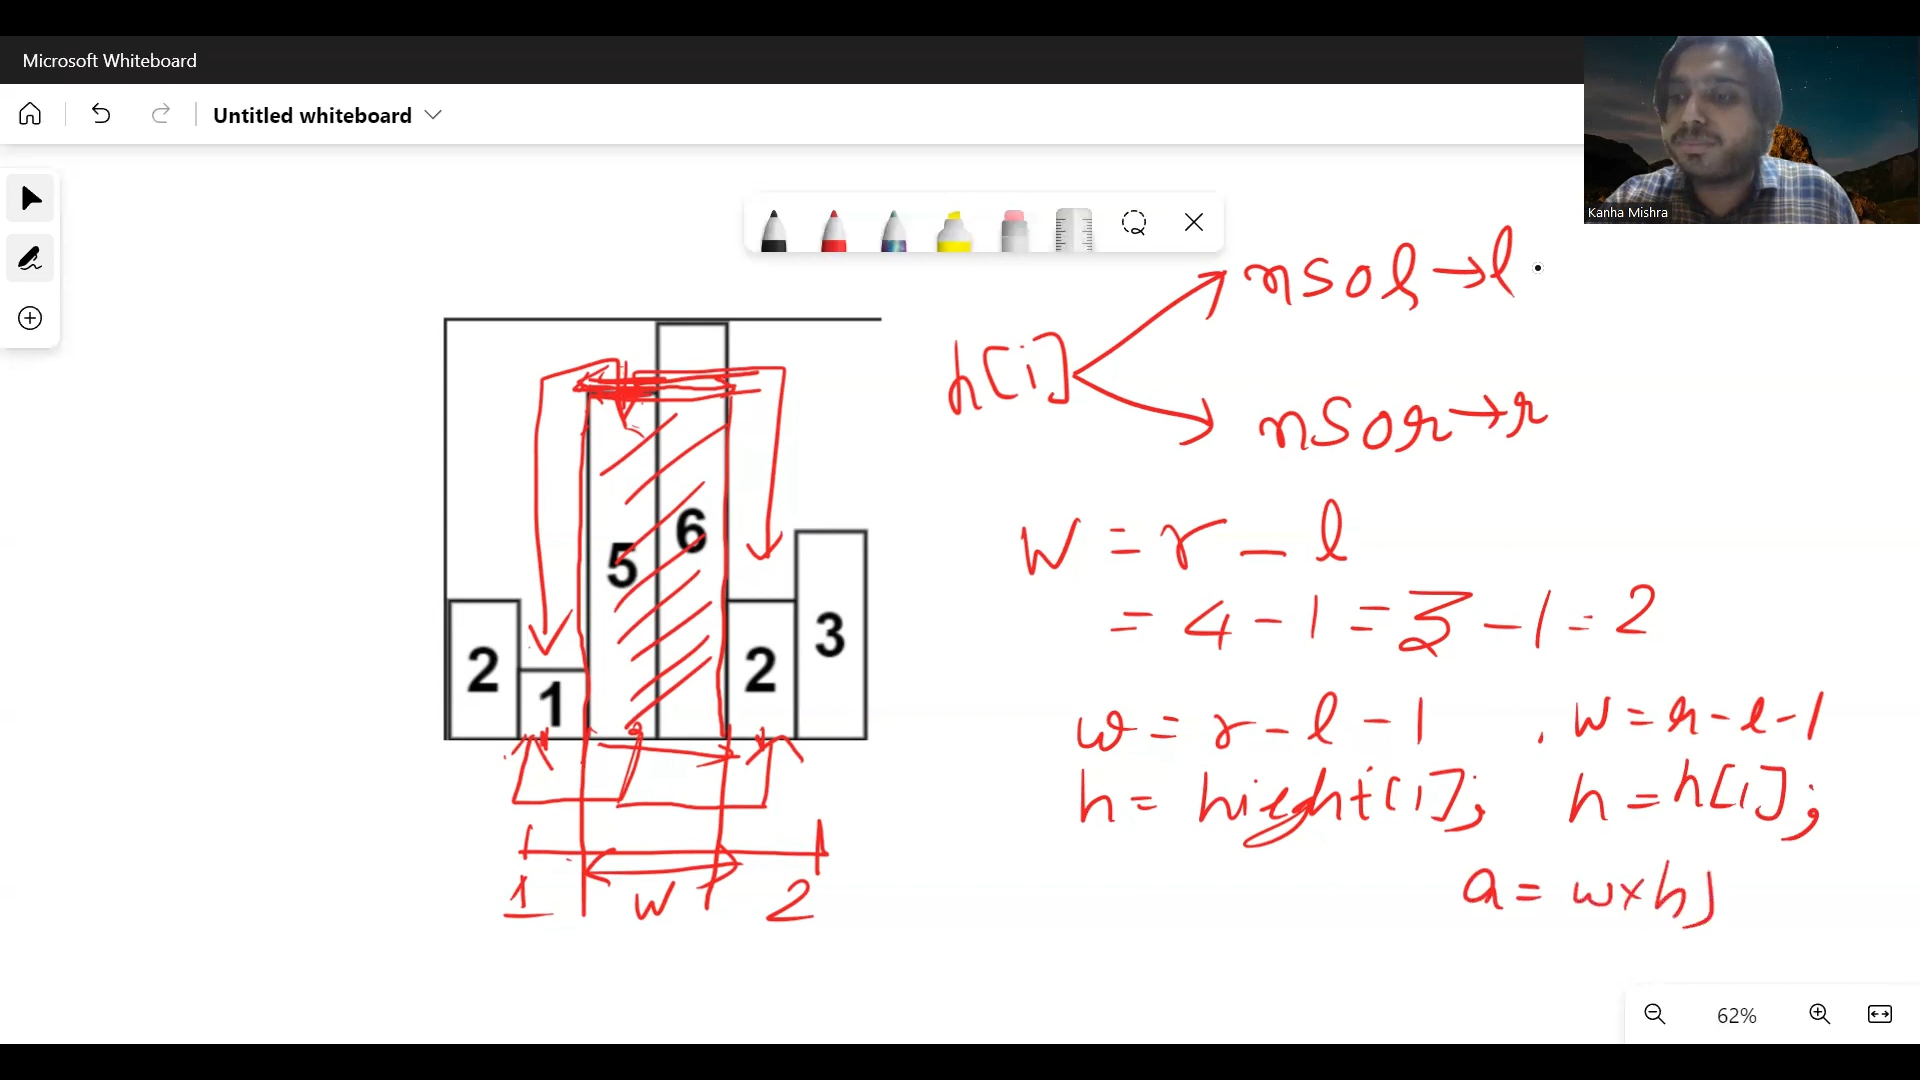 Microsoft Whiteboard
Untitled whiteboard
Kanha Mishra
h[i] → nsol → l
→ nsor → r
2 1 5 6 2 3
w = r - l
= 4 - 1 = 3 - 1 = 2
w = r - l - 1
h = hieght[i];
w = r - l - 1
h = h[i];
a = w x h;
1 w 2
62%